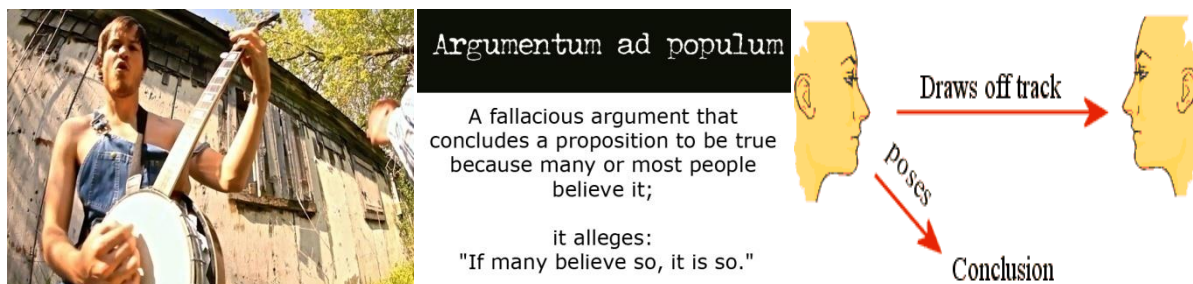 Argumentum ad populum
A fallacious argument that
concludes a proposition to be true
because many or most people
believe it;
it alleges:
"If many believe so, it is so."
Draws off track
poses
Conclusion